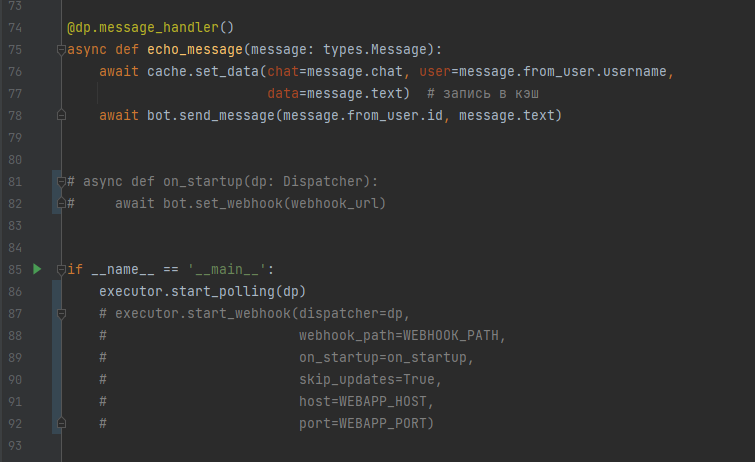 73
74 @dp.message_handler()
75 async def echo_message(message: types.Message):
76     await cache.set_data(chat=message.chat, user=message.from_user.username,
77                          data=message.text)  # запись в кэш
78     await bot.send_message(message.from_user.id, message.text)
79
80
81 # async def on_startup(dp: Dispatcher):
82 #     await bot.set_webhook(webhook_url)
83
84
85 if __name__ == '__main__':
86     executor.start_polling(dp)
87     # executor.start_webhook(dispatcher=dp,
88     #                        webhook_path=WEBHOOK_PATH,
89     #                        on_startup=on_startup,
90     #                        skip_updates=True,
91     #                        host=WEBAPP_HOST,
92     #                        port=WEBAPP_PORT)
93